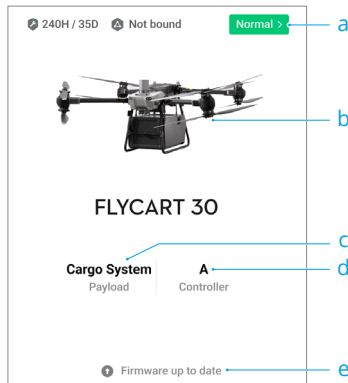 240H / 35D Not bound Normal > a
b
FLYCART 30
c
Cargo System A d
Payload Controller
Firmware up to date e